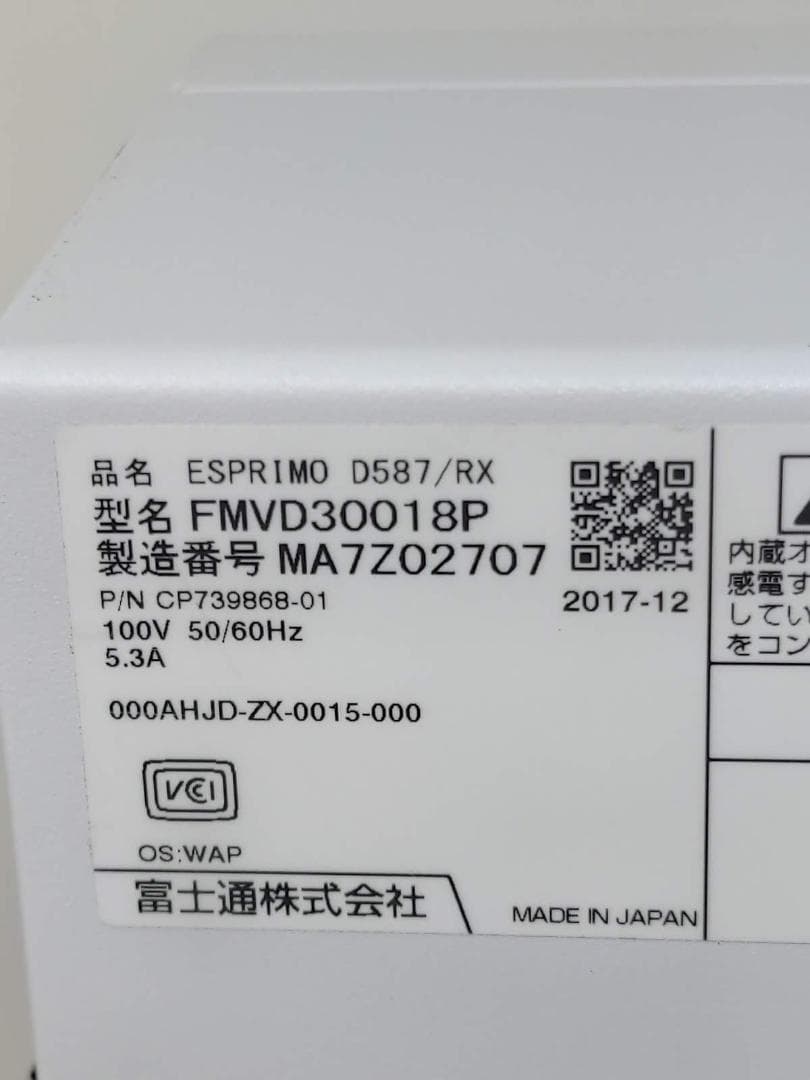 品名 ESPRIMO D587/RX
型名 FMVD30018P
製造番号 MA7Z02707
P/N CP739868-01
2017-12
100V 50/60Hz
5.3A
000AHJD-ZX-0015-000
VCCI
OS:WAP
富士通株式会社
MADE IN JAPAN
内蔵オ
感電す
してい
をコン